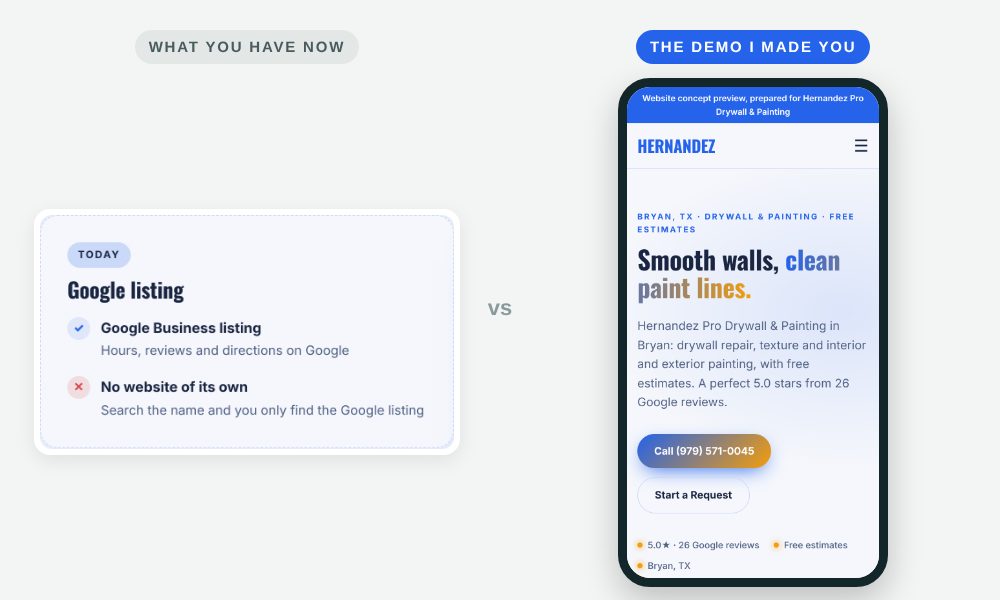 WHAT YOU HAVE NOW
TODAY
Google listing
Google Business listing
Hours, reviews and directions on Google
No website of its own
Search the name and you only find the Google listing
vs
THE DEMO I MADE YOU
Website concept preview, prepared for Hernandez Pro
Drywall & Painting
HERNANDEZ
BRYAN, TX · DRYWALL & PAINTING · FREE
ESTIMATES
Smooth walls, clean
paint lines.
Hernandez Pro Drywall & Painting in
Bryan: drywall repair, texture and interior
and exterior painting, with free
estimates. A perfect 5.0 stars from 26
Google reviews.
Call (979) 571-0045
Start a Request
5.0★ · 26 Google reviews
Free estimates
Bryan, TX